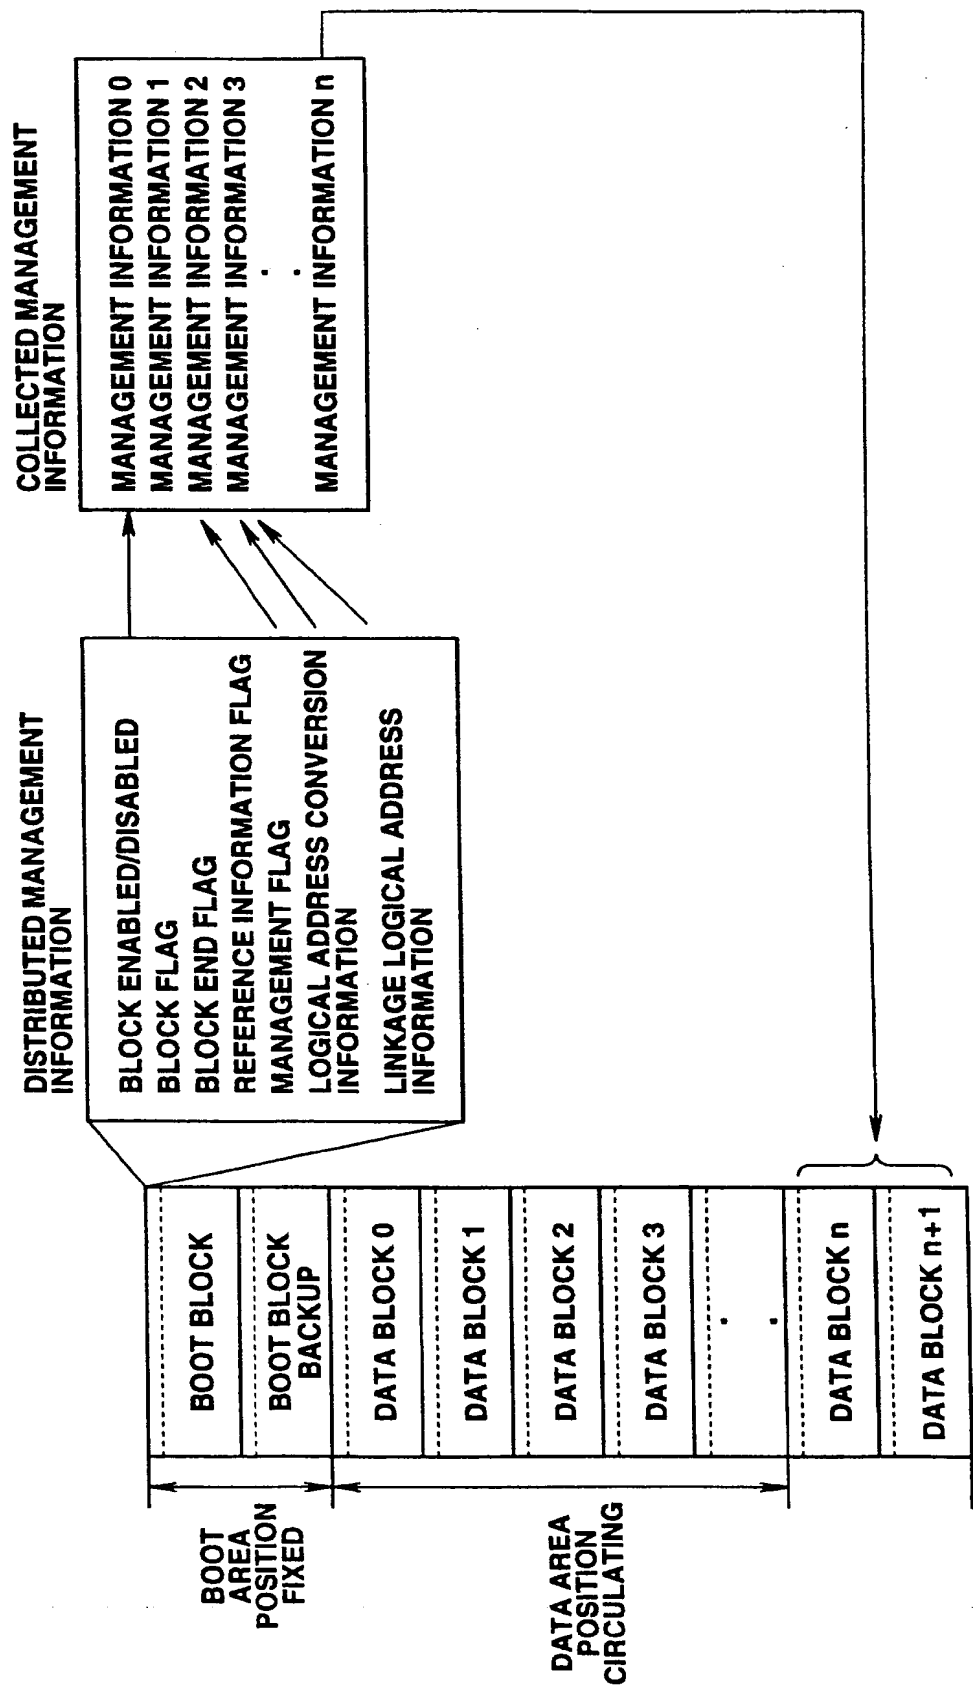 BOOT
AREA
POSITION
FIXED
DATA AREA
POSITION
CIRCULATING
BOOT BLOCK
BOOT BLOCK
BACKUP
DATA BLOCK 0
DATA BLOCK 1
DATA BLOCK 2
DATA BLOCK 3
.
.
DATA BLOCK n
DATA BLOCK n+1
DISTRIBUTED MANAGEMENT
INFORMATION
BLOCK ENABLED/DISABLED
BLOCK FLAG
BLOCK END FLAG
REFERENCE INFORMATION FLAG
MANAGEMENT FLAG
LOGICAL ADDRESS CONVERSION
INFORMATION
LINKAGE LOGICAL ADDRESS
INFORMATION
COLLECTED MANAGEMENT
INFORMATION
MANAGEMENT INFORMATION 0
MANAGEMENT INFORMATION 1
MANAGEMENT INFORMATION 2
MANAGEMENT INFORMATION 3
.
.
MANAGEMENT INFORMATION n